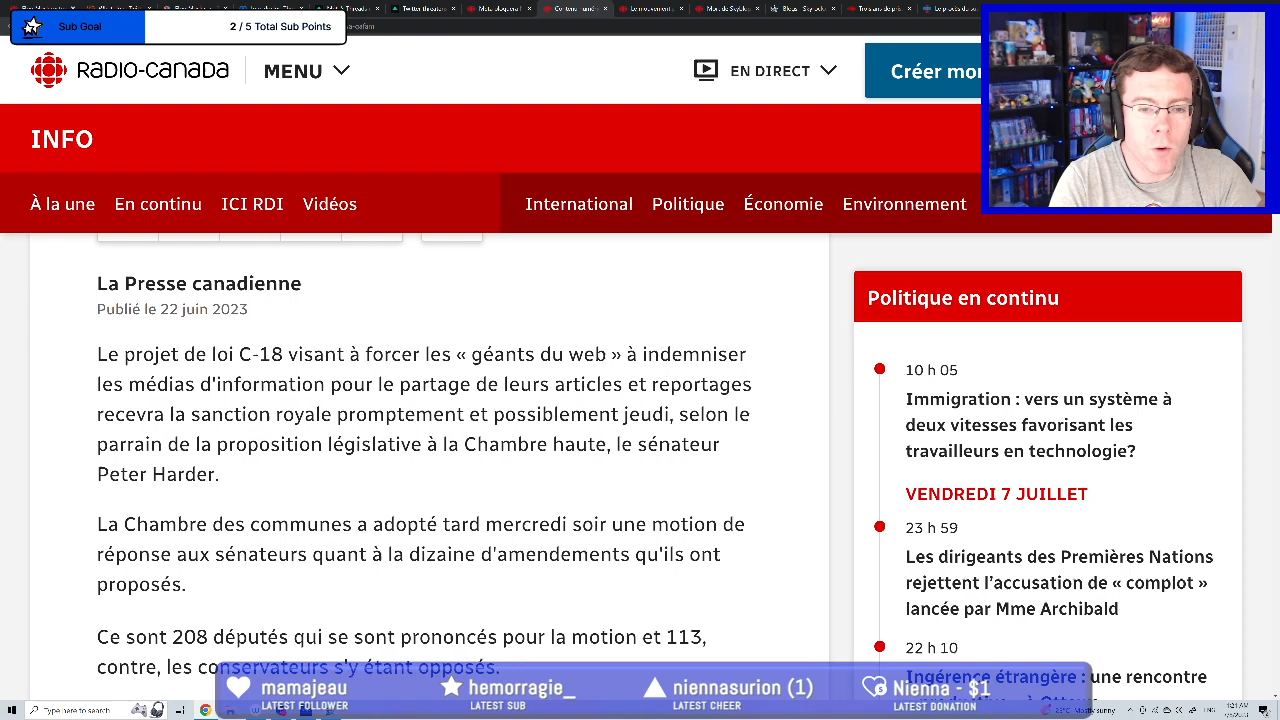 Sub Goal
2 / 5 Total Sub Points
RADIO-CANADA
MENU
EN DIRECT
Créer
INFO
À la une
En continu
ICI RDI
Vidéos
International
Politique
Économie
Environnement
La Presse canadienne
Publié le 22 juin 2023
Le projet de loi C-18 visant à forcer les « géants du web » à indemniser
les médias d'information pour le partage de leurs articles et reportages
recevra la sanction royale promptement et possiblement jeudi, selon le
parrain de la proposition législative à la Chambre haute, le sénateur
Peter Harder.
La Chambre des communes a adopté tard mercredi soir une motion de
réponse aux sénateurs quant à la dizaine d'amendements qu'ils ont
proposés.
Ce sont 208 députés qui se sont prononcés pour la motion et 113,
contre, les conservateurs s'y étant opposés.
Politique en continu
10 h 05
Immigration : vers un système à
deux vitesses favorisant les
travailleurs en technologie?
VENDREDI 7 JUILLET
23 h 59
Les dirigeants des Premières Nations
rejettent l'accusation de « complot »
lancée par Mme Archibald
22 h 10
Ingérence étrangère : une rencontre
mamajeau
LATEST FOLLOWER
hemorragie_
LATEST SUB
niennasurion (1)
LATEST CHEER
Nienna - $1
LATEST DONATION
Type here to search
Mostly sunny
ENG